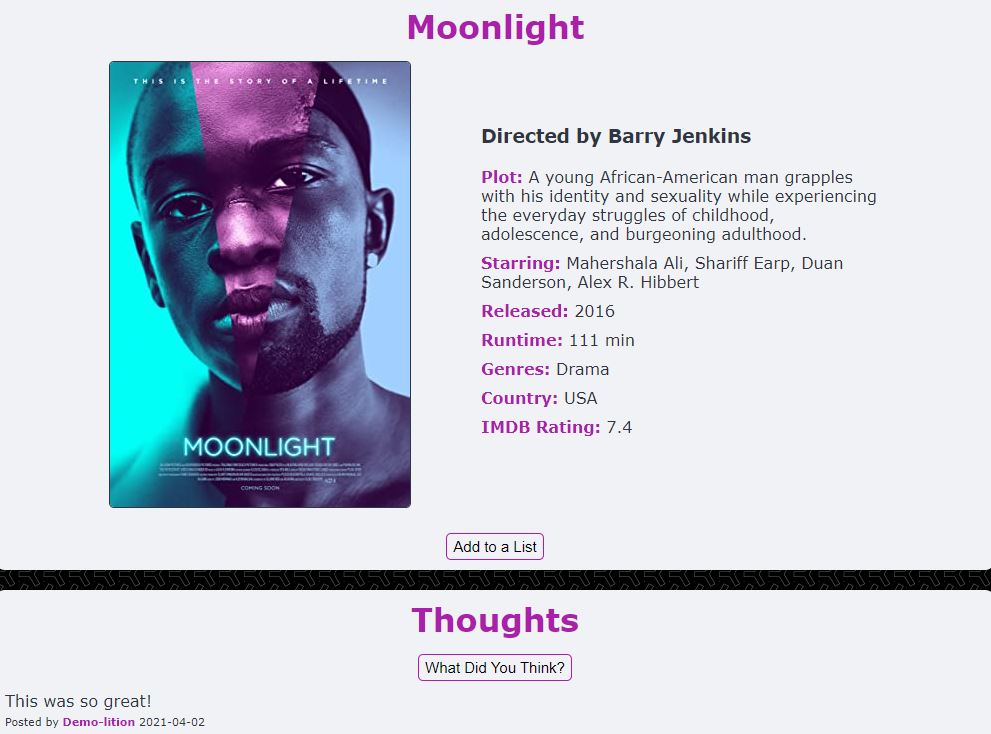 Moonlight
THIS IS THE STORY OF A LIFETIME
MOONLIGHT
COMING SOON
Directed by Barry Jenkins
Plot: A young African-American man grapples
with his identity and sexuality while experiencing
the everyday struggles of childhood,
adolescence, and burgeoning adulthood.
Starring: Mahershala Ali, Shariff Earp, Duan
Sanderson, Alex R. Hibbert
Released: 2016
Runtime: 111 min
Genres: Drama
Country: USA
IMDB Rating: 7.4
Add to a List
Thoughts
What Did You Think?
This was so great!
Posted by Demo-lition 2021-04-02